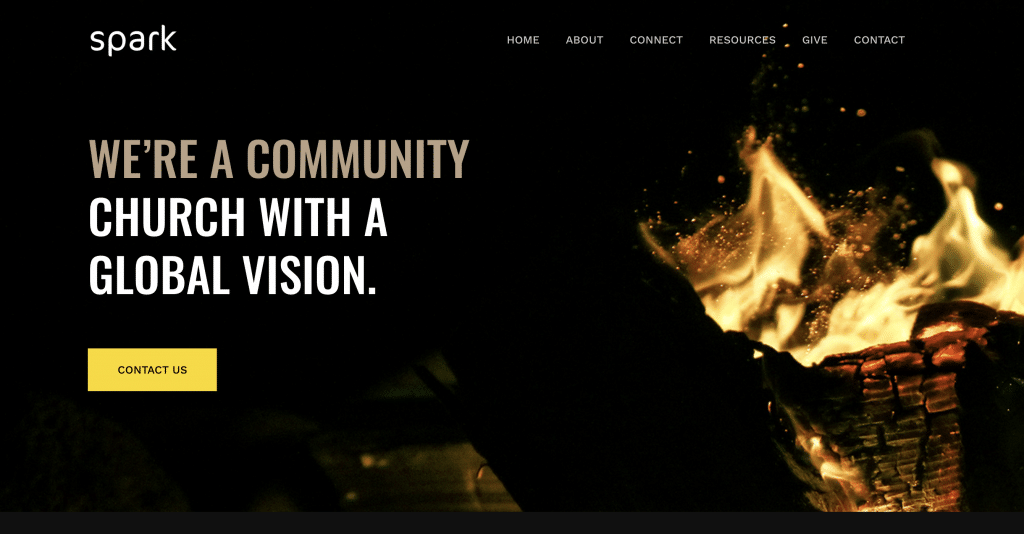 spark
HOME ABOUT CONNECT RESOURCES GIVE CONTACT
WE’RE A COMMUNITY
CHURCH WITH A
GLOBAL VISION.
CONTACT US